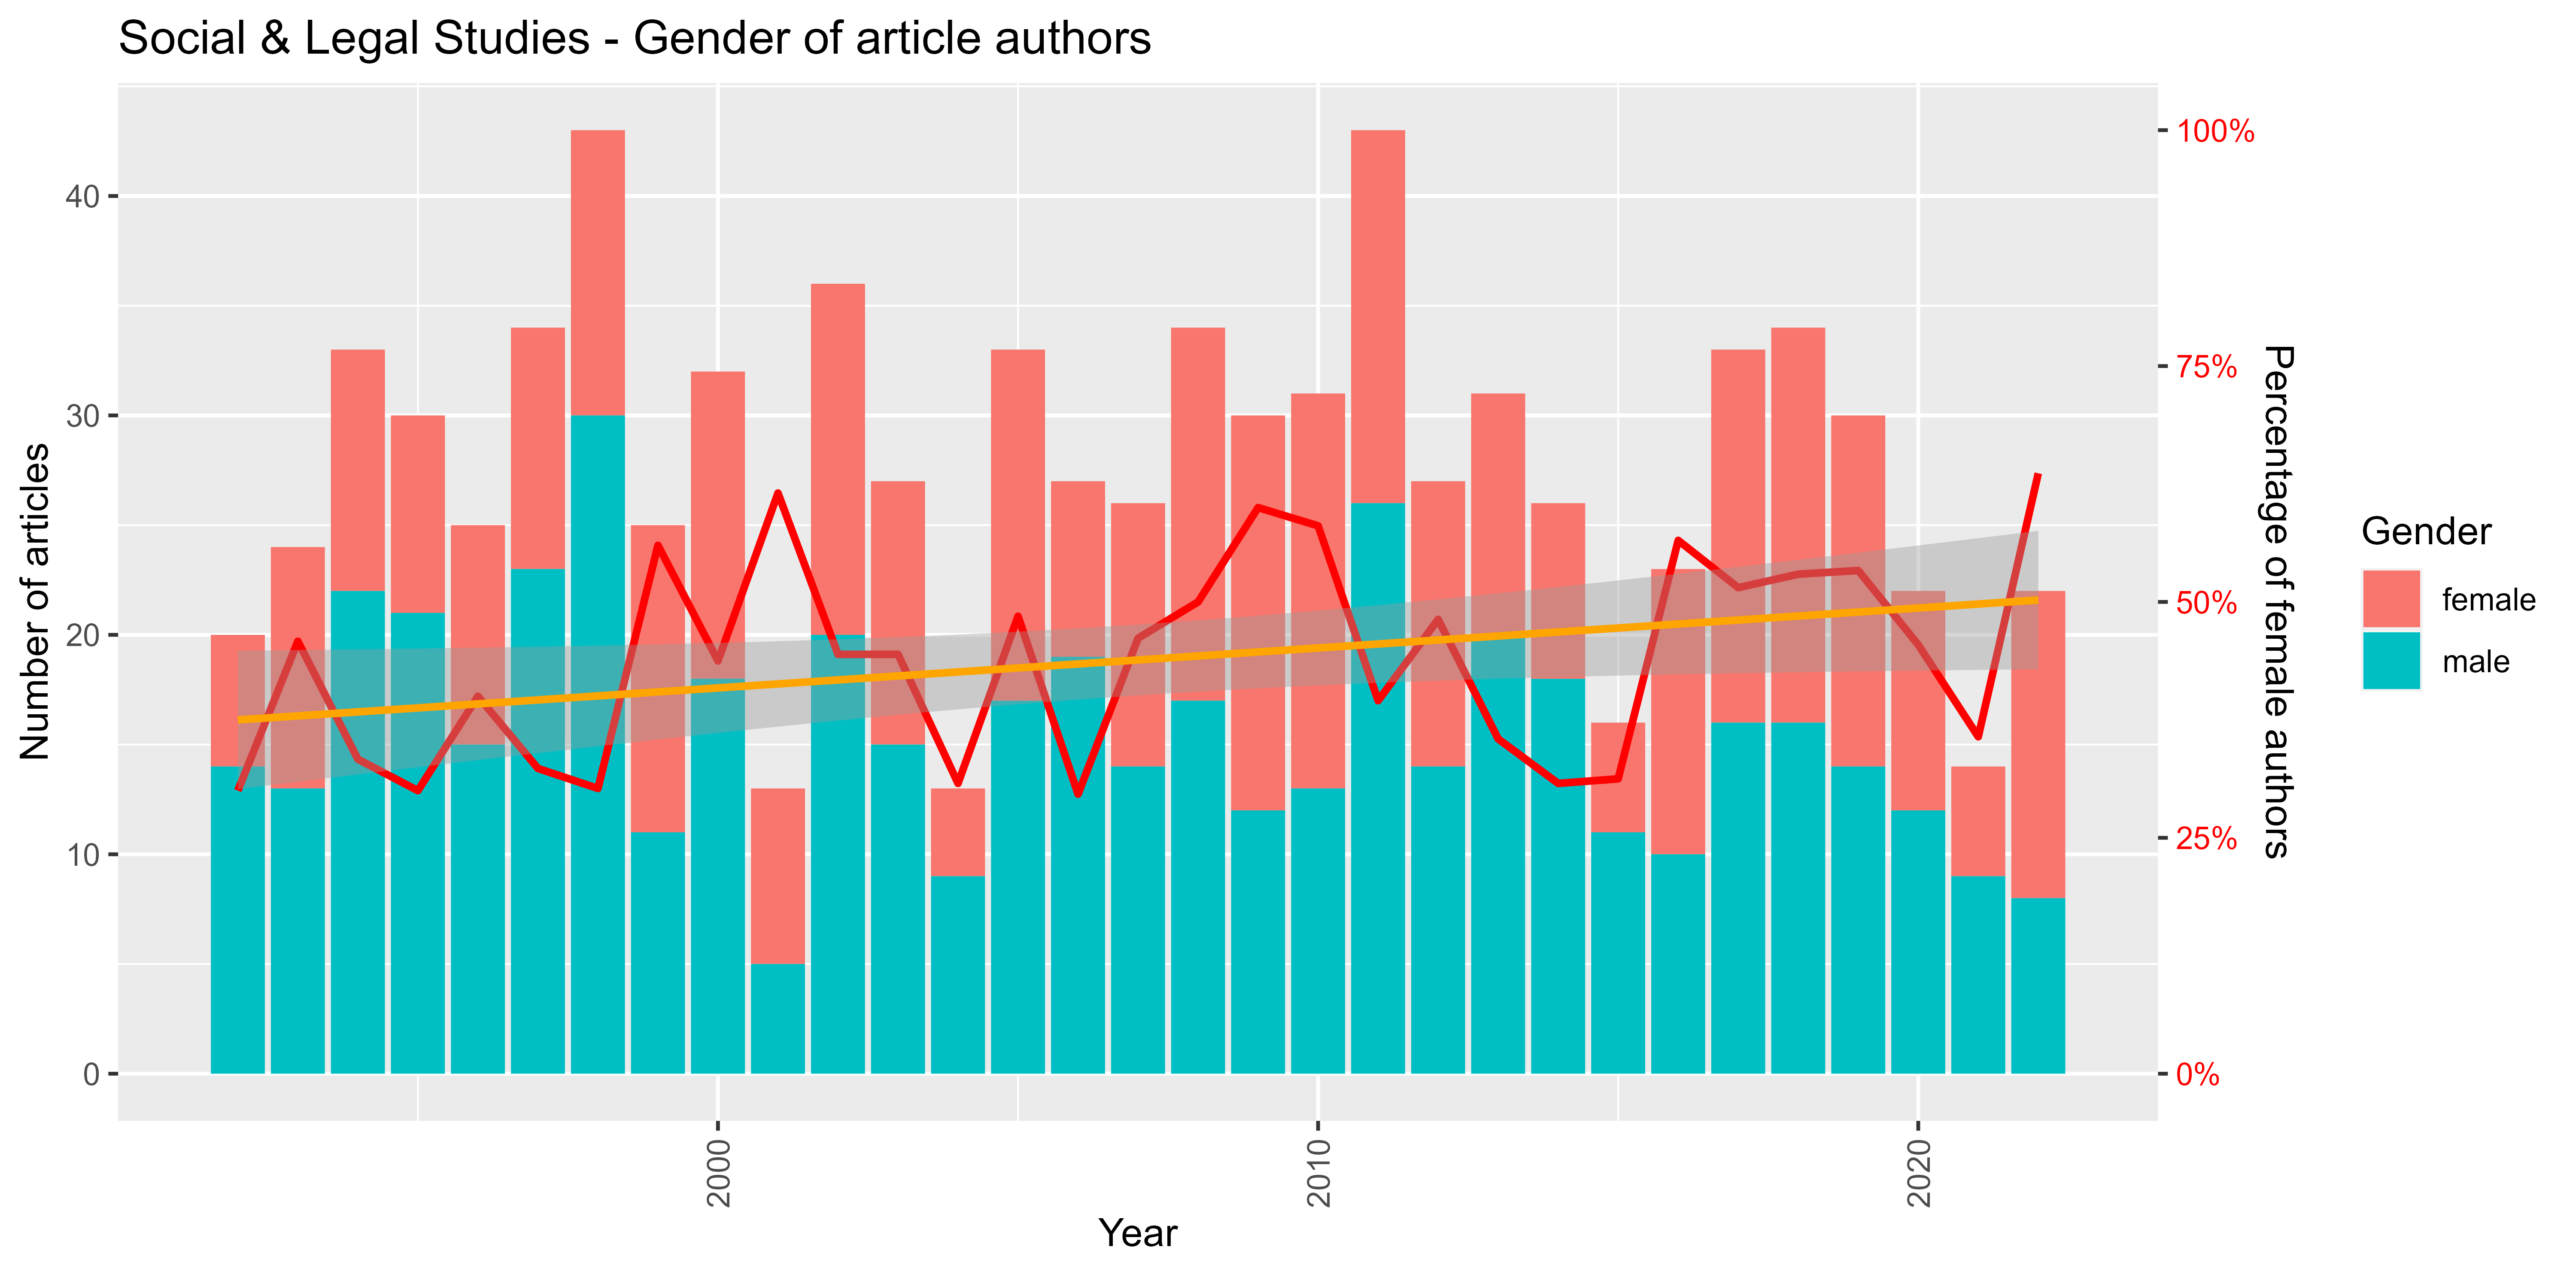 Social & Legal Studies - Gender of article authors
Number of articles
40
30
20
10
0
100%
75%
50%
25%
0%
Percentage of female authors
2000
2010
2020
Year
Gender
female
male